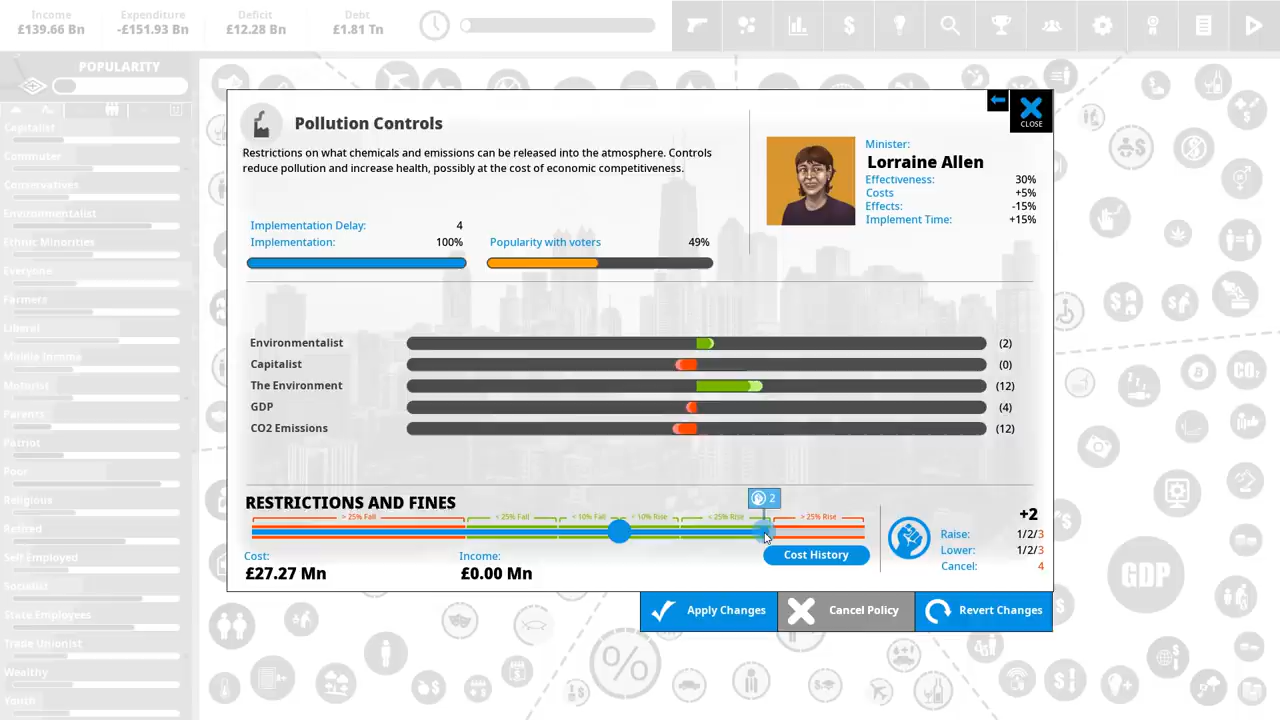 Income
£139.66 Bn
Expenditure
-£151.93 Bn
Deficit
£12.28 Bn
Debt
£1.81 Tn
POPULARITY
Capitalist
Commuter
Conservatives
Environmentalist
Ethnic Minorities
Everyone
Farmers
Liberal
Middle Income
Motorist
Parents
Patriot
Poor
Religious
Retired
Self Employed
Socialist
State Employees
Trade Unionist
Wealthy
Youth
Pollution Controls
Restrictions on what chemicals and emissions can be released into the atmosphere. Controls
reduce pollution and increase health, possibly at the cost of economic competitiveness.
Implementation Delay: 4
Implementation: 100%
Popularity with voters 49%
CLOSE
Minister:
Lorraine Allen
Effectiveness: 30%
Costs +5%
Effects: -15%
Implement Time: +15%
Environmentalist (2)
Capitalist (0)
The Environment (12)
GDP (4)
CO2 Emissions (12)
RESTRICTIONS AND FINES
2
> 25% Fall < 25% Fall < 10% Fall < 10% Rise < 25% Rise > 25% Rise
Cost:
£27.27 Mn
Income:
£0.00 Mn
Cost History
+2
Raise: 1/2/3
Lower: 1/2/3
Cancel: 4
Apply Changes
Cancel Policy
Revert Changes
CO2
GDP